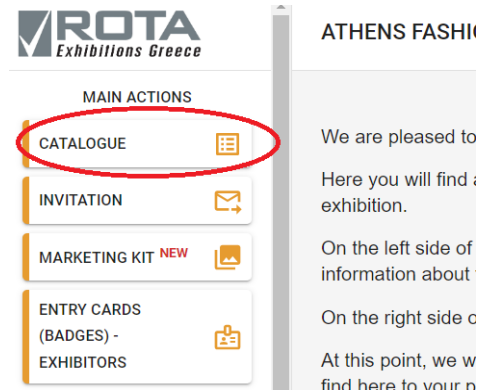 ROTA
Exhibitions Greece
MAIN ACTIONS
CATALOGUE
INVITATION
MARKETING KIT NEW
ENTRY CARDS
(BADGES) -
EXHIBITORS
ATHENS FASHI
We are pleased to
Here you will find
exhibition.
On the left side of
information about
On the right side
At this point, we w
find here to your p